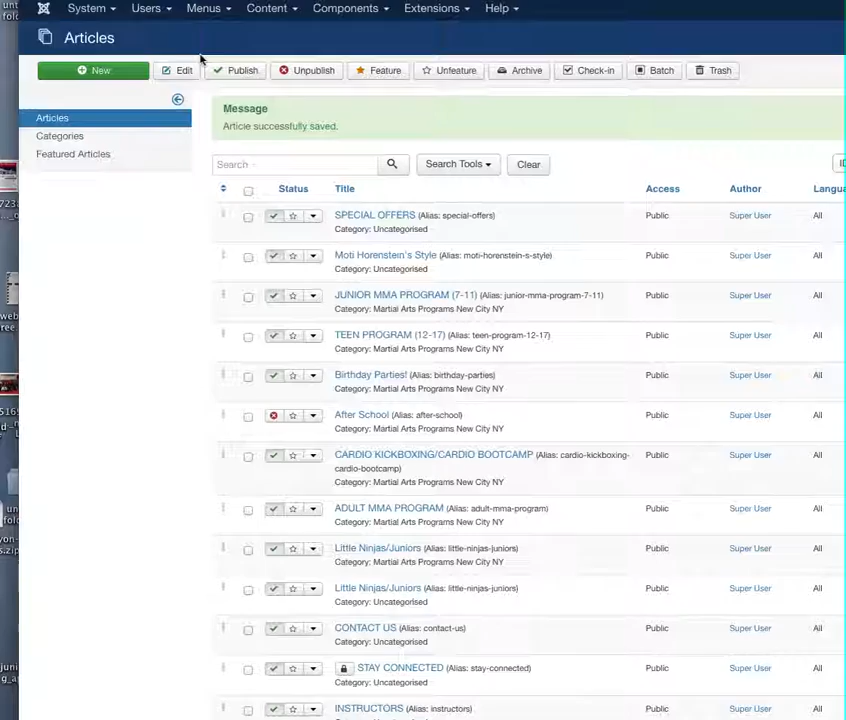 System Users Menus Content Components Extensions Help
Articles
New Edit Publish Unpublish Feature Unfeature Archive Check-in Batch Trash
Articles
Categories
Featured Articles
Message
Article successfully saved.
Search Search Tools Clear
Status Title Access Author
SPECIAL OFFERS (Alias: special-offers) Public Super User All
Category: Uncategorised
Moti Horenstein's Style (Alias: moti-horenstein-s-style) Public Super User All
Category: Uncategorised
JUNIOR MMA PROGRAM (7-11) (Alias: junior-mma-program-7-11) Public Super User All
Category: Martial Arts Programs New City NY
TEEN PROGRAM (12-17) (Alias: teen-program-12-17) Public Super User All
Category: Martial Arts Programs New City NY
Birthday Parties! (Alias: birthday-parties) Public Super User All
Category: Martial Arts Programs New City NY
After School (Alias: after-school) Public Super User All
Category: Martial Arts Programs New City NY
CARDIO KICKBOXING/CARDIO BOOTCAMP (Alias: cardio-kickboxing- Public Super User All
cardio-bootcamp)
Category: Martial Arts Programs New City NY
ADULT MMA PROGRAM (Alias: adult-mma-program) Public Super User All
Category: Martial Arts Programs New City NY
Little Ninjas/Juniors (Alias: little-ninjas-juniors) Public Super User All
Category: Martial Arts Programs New City NY
Little Ninjas/Juniors (Alias: little-ninjas-juniors) Public Super User All
Category: Uncategorised
CONTACT US (Alias: contact-us) Public Super User All
Category: Uncategorised
STAY CONNECTED (Alias: stay-connected) Public Super User All
Category: Uncategorised
INSTRUCTORS (Alias: instructors) Public Super User All